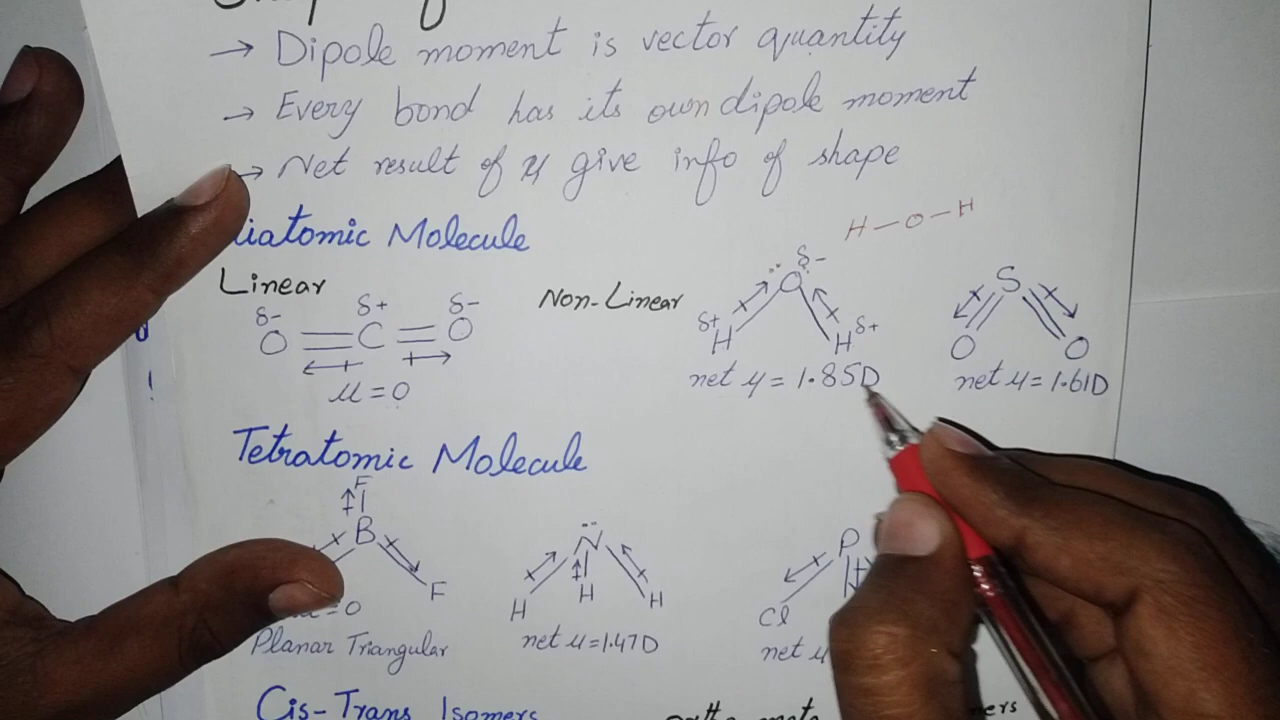 → Dipole moment is vector quantity
→ Every bond has its own dipole moment
→ Net result of μ give info of shape
iatomic Molecule
H—O—H
Linear
δ- δ+ δ-
O = C = O
μ=0
Non-Linear
δ-
O
δ+ δ+
H H
net μ = 1.85D
S
O O
net μ = 1.61D
Tetratomic Molecule
F
B
F
=0
Planar Triangular
N
H H H
net μ=1.47D
P
Cl
net μ
Cis-Trans Isomers